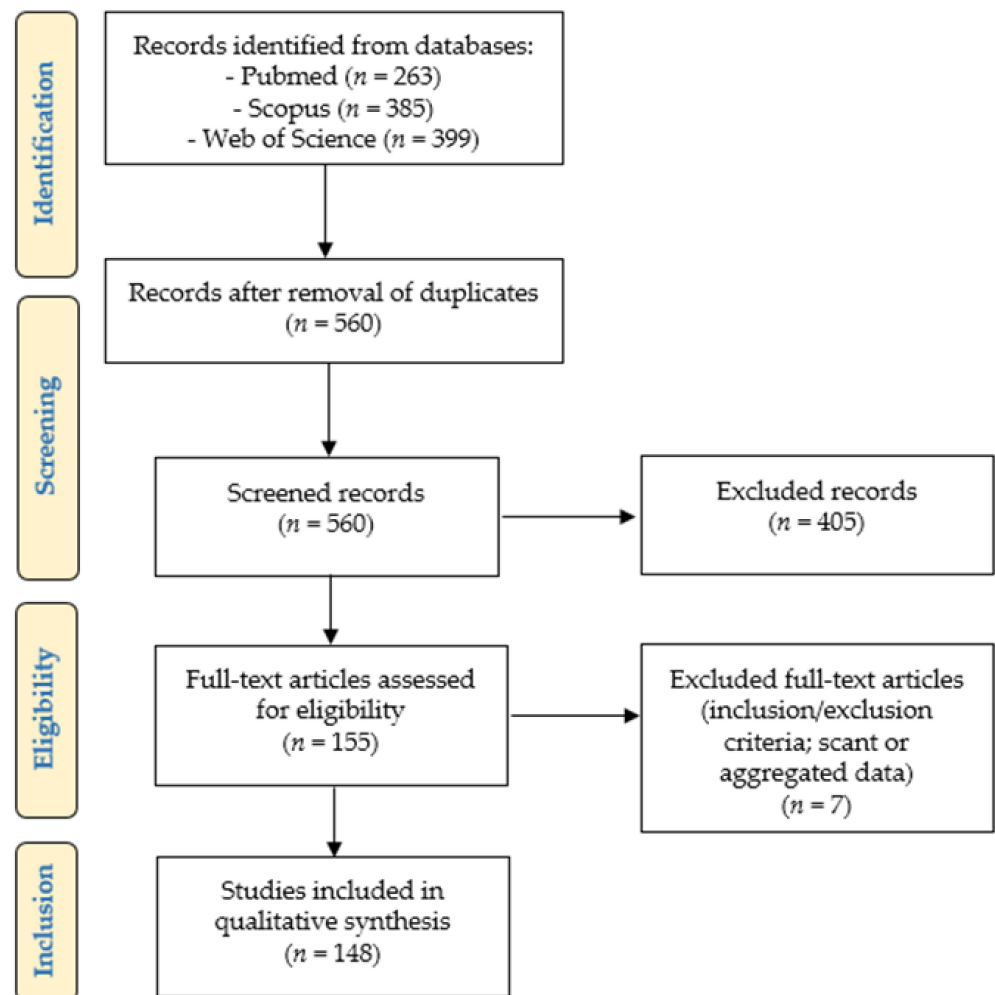 Identification
Records identified from databases:
- Pubmed (n = 263)
- Scopus (n = 385)
- Web of Science (n = 399)
Records after removal of duplicates
(n = 560)
Screening
Screened records
(n = 560)
Excluded records
(n = 405)
Eligibility
Full-text articles assessed
for eligibility
(n = 155)
Excluded full-text articles
(inclusion/exclusion
criteria; scant or
aggregated data)
(n = 7)
Inclusion
Studies included in
qualitative synthesis
(n = 148)